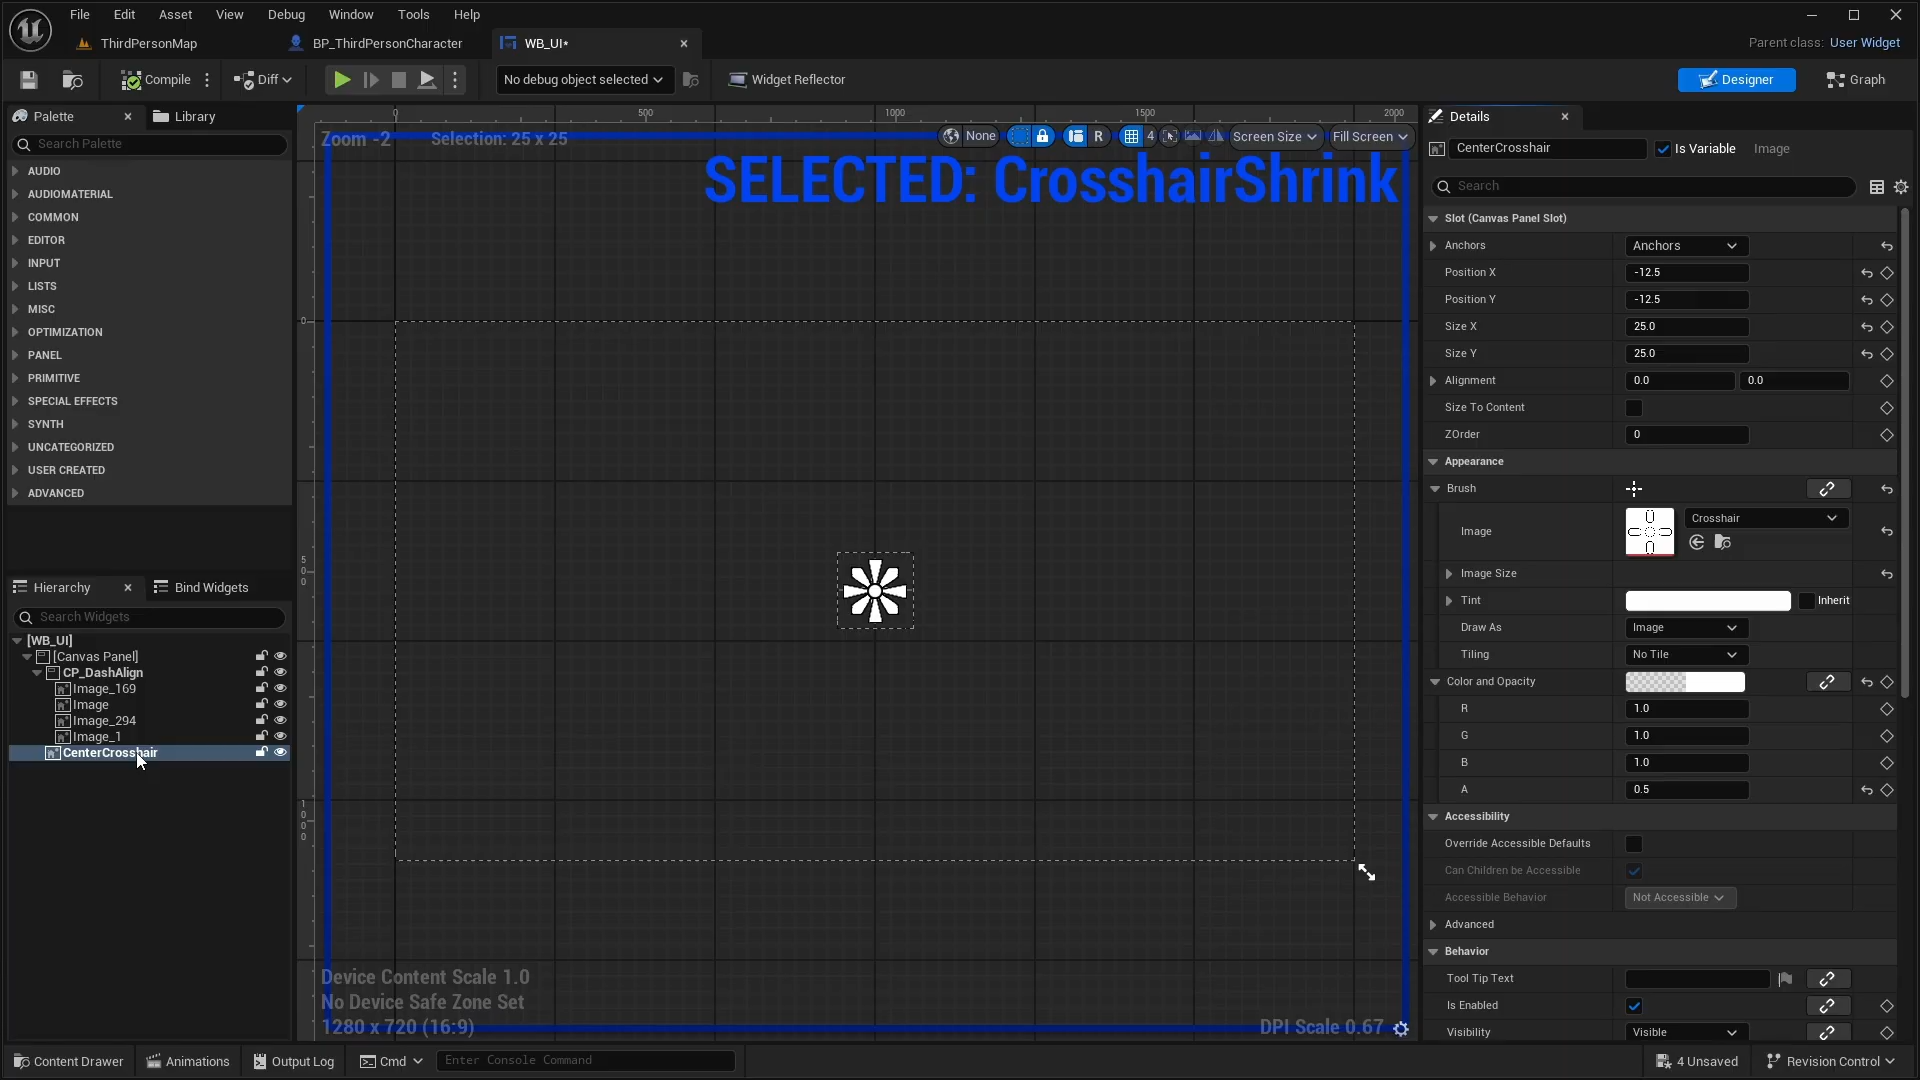 File Edit Asset View Debug Window Tools Help
ThirdPersonMap BP_ThirdPersonCharacter WB_UI*
Parent class: User Widget
Compile Diff No debug object selected Widget Reflector Designer Graph
Palette Library
Search Palette
AUDIO
AUDIOMATERIAL
COMMON
EDITOR
INPUT
LISTS
MISC
OPTIMIZATION
PANEL
PRIMITIVE
SPECIAL EFFECTS
SYNTH
UNCATEGORIZED
USER CREATED
ADVANCED
Hierarchy Bind Widgets
Search Widgets
[WB_UI]
[Canvas Panel]
CP_DashAlign
Image_169
Image
Image_294
Image_1
CenterCrosshair
0 500 1000 1500 2000
Zoom -2 Selection: 25 x 25
None R 4 Screen Size Fill Screen
SELECTED: CrosshairShrink
0
500
1000
Device Content Scale 1.0
No Device Safe Zone Set
1280 x 720 (16:9)
DPI Scale 0.67
Details
CenterCrosshair Is Variable Image
Search
Slot (Canvas Panel Slot)
Anchors Anchors
Position X -12.5
Position Y -12.5
Size X 25.0
Size Y 25.0
Alignment 0.0 0.0
Size To Content
ZOrder 0
Appearance
Brush
Image Crosshair
Image Size
Tint Inherit
Draw As Image
Tiling No Tile
Color and Opacity
R 1.0
G 1.0
B 1.0
A 0.5
Accessibility
Override Accessible Defaults
Can Children be Accessible
Accessible Behavior Not Accessible
Advanced
Behavior
Tool Tip Text
Is Enabled
Visibility Visible
Content Drawer Animations Output Log Cmd Enter Console Command 4 Unsaved Revision Control